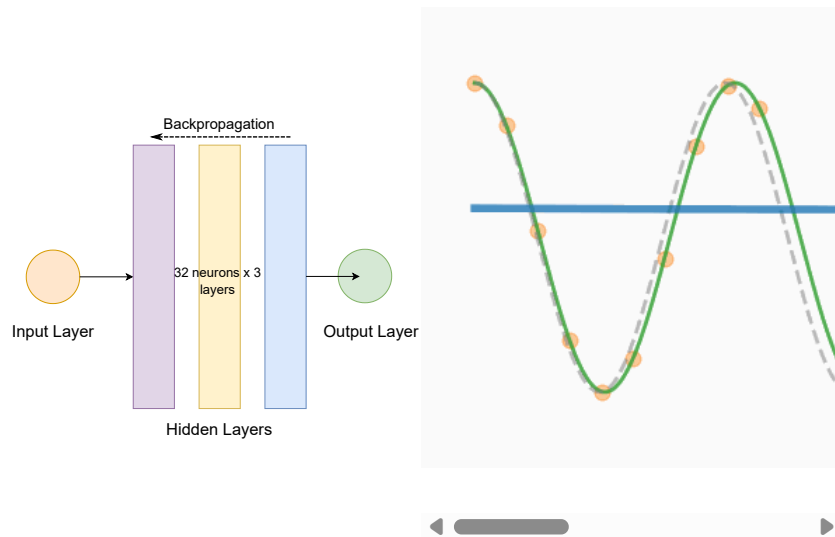 Backpropagation
32 neurons x 3
layers
Input Layer
Output Layer
Hidden Layers